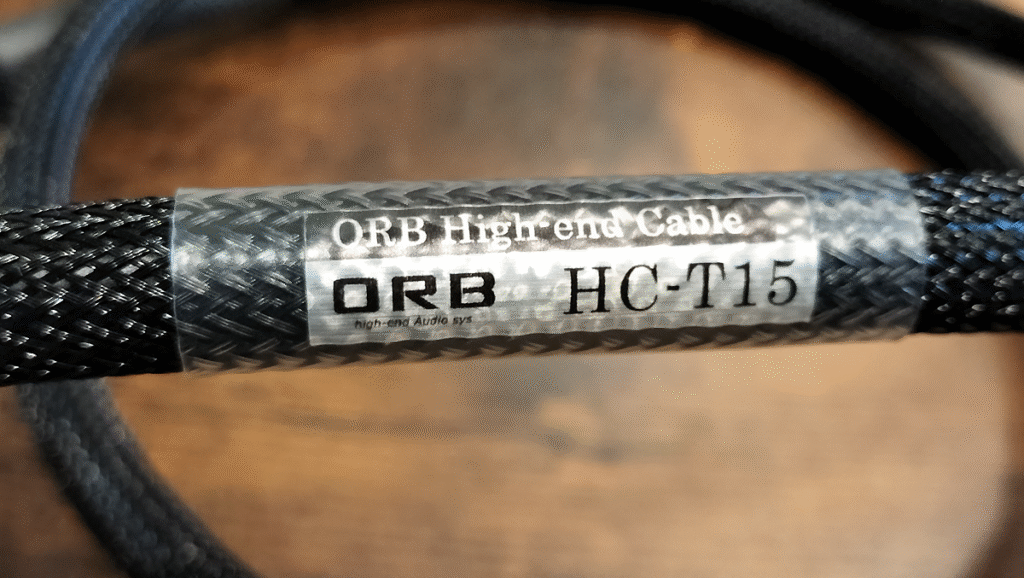 ORB High-end Cable
ORB HC-T15
high-end Audio sys